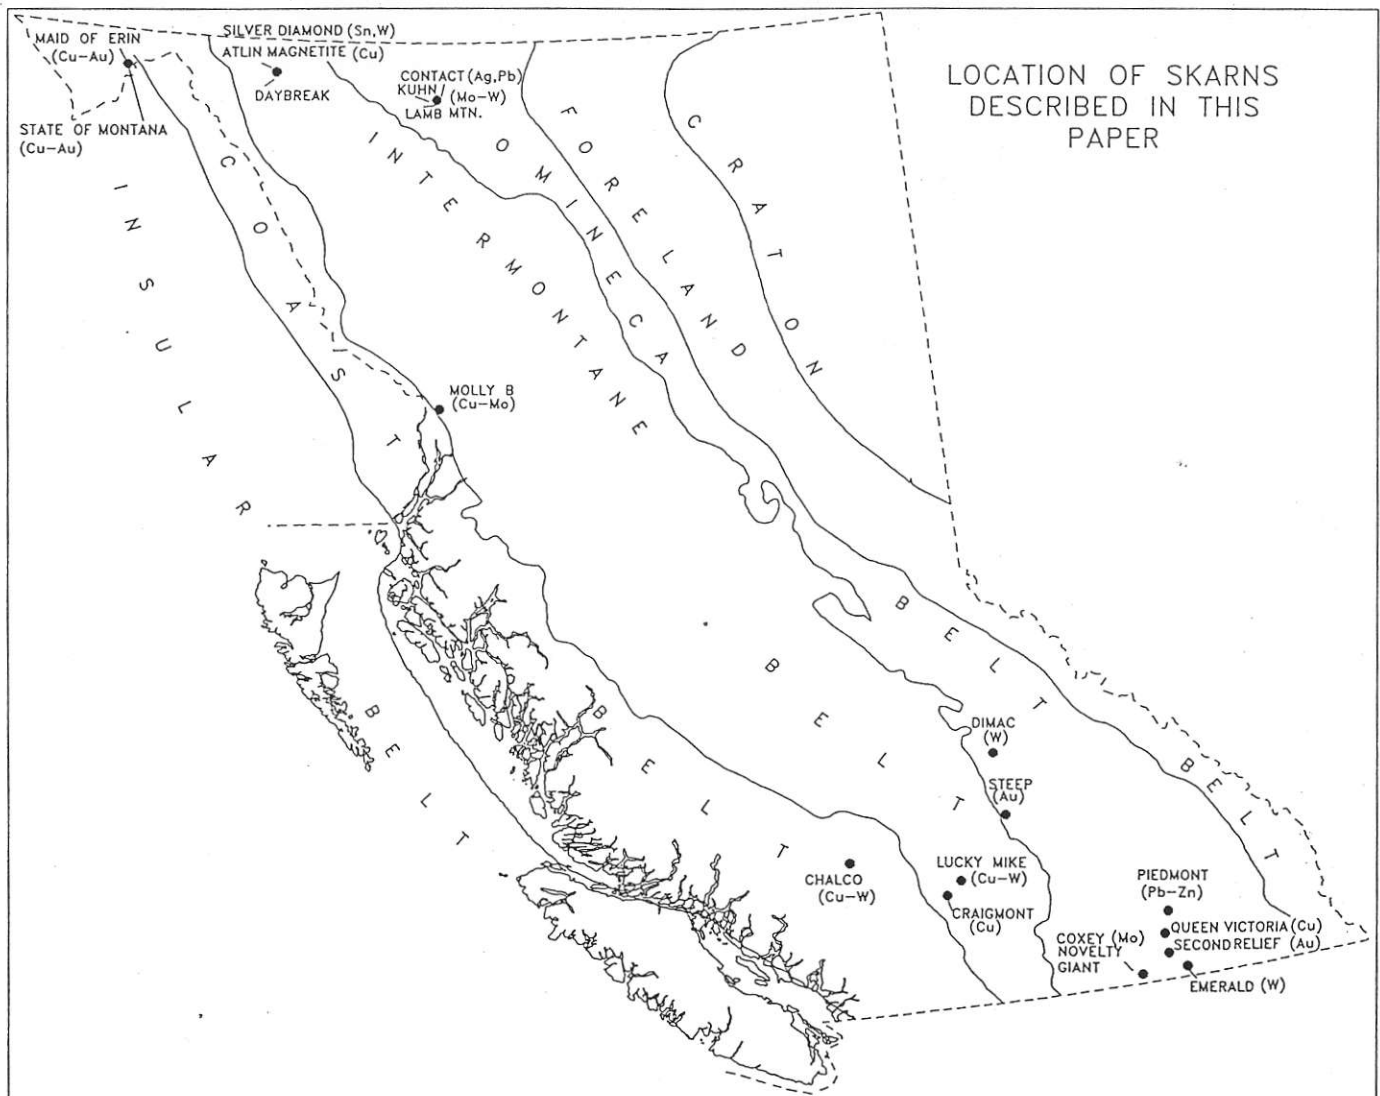 LOCATION OF SKARNS
DESCRIBED IN THIS
PAPER
MAID OF ERIN
(Cu-Au)
STATE OF MONTANA
(Cu-Au)
SILVER DIAMOND (Sn,W)
ATLIN MAGNETITE (Cu)
DAYBREAK
CONTACT (Ag,Pb)
KUHN
(Mo-W)
LAMB MTN.
INSULAR BELT
COAST BELT
INTERMONTANE BELT
OMINECA BELT
FORELAND BELT
CRATON
MOLLY B
(Cu-Mo)
DIMAC
(W)
STEEP
(Au)
LUCKY MIKE
(Cu-W)
CHALCO
(Cu-W)
CRAIGMONT
(Cu)
PIEDMONT
(Pb-Zn)
QUEEN VICTORIA (Cu)
SECOND RELIEF (Au)
COXEY (Mo)
NOVELTY
GIANT
EMERALD (W)